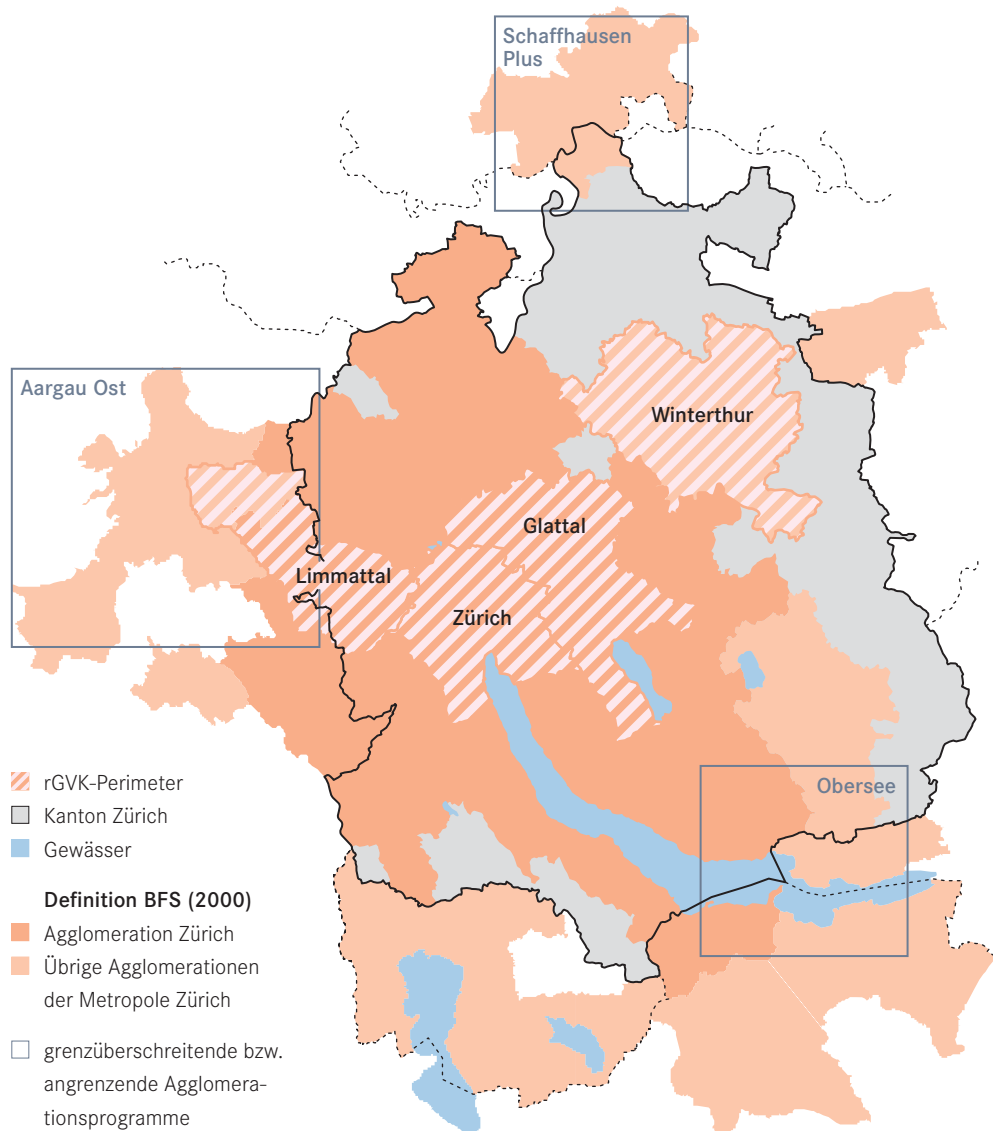 Schaffhausen
Plus
Aargau Ost
Winterthur
Glattal
Limmattal
Zürich
Obersee
rGVK-Perimeter
Kanton Zürich
Gewässer
Definition BFS (2000)
Agglomeration Zürich
Übrige Agglomerationen
der Metropole Zürich
grenzüberschreitende bzw.
angrenzende Agglomera-
tionsprogramme